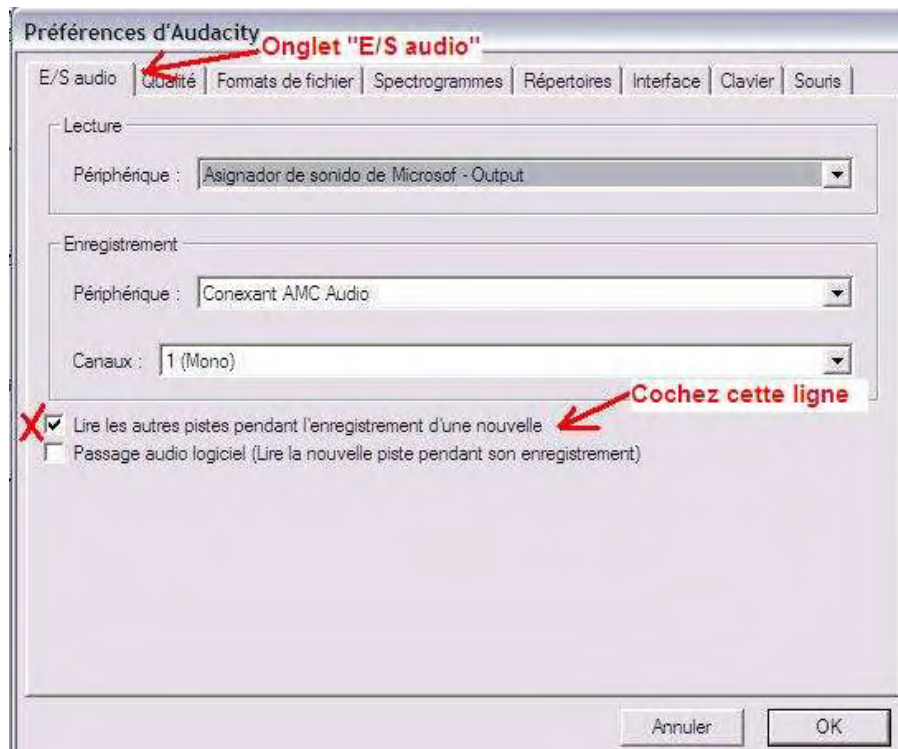 Préférences d'Audacity
Onglet "E/S audio"
E/S audio Qualité Formats de fichier Spectrogrammes Répertoires Interface Clavier Souris
Lecture
Périphérique : Asignador de sonido de Microsof - Output
Enregistrement
Périphérique : Conexant AMC Audio
Canaux : 1 (Mono)
Cochez cette ligne
X Lire les autres pistes pendant l'enregistrement d'une nouvelle
Passage audio logiciel (Lire la nouvelle piste pendant son enregistrement)
Annuler OK